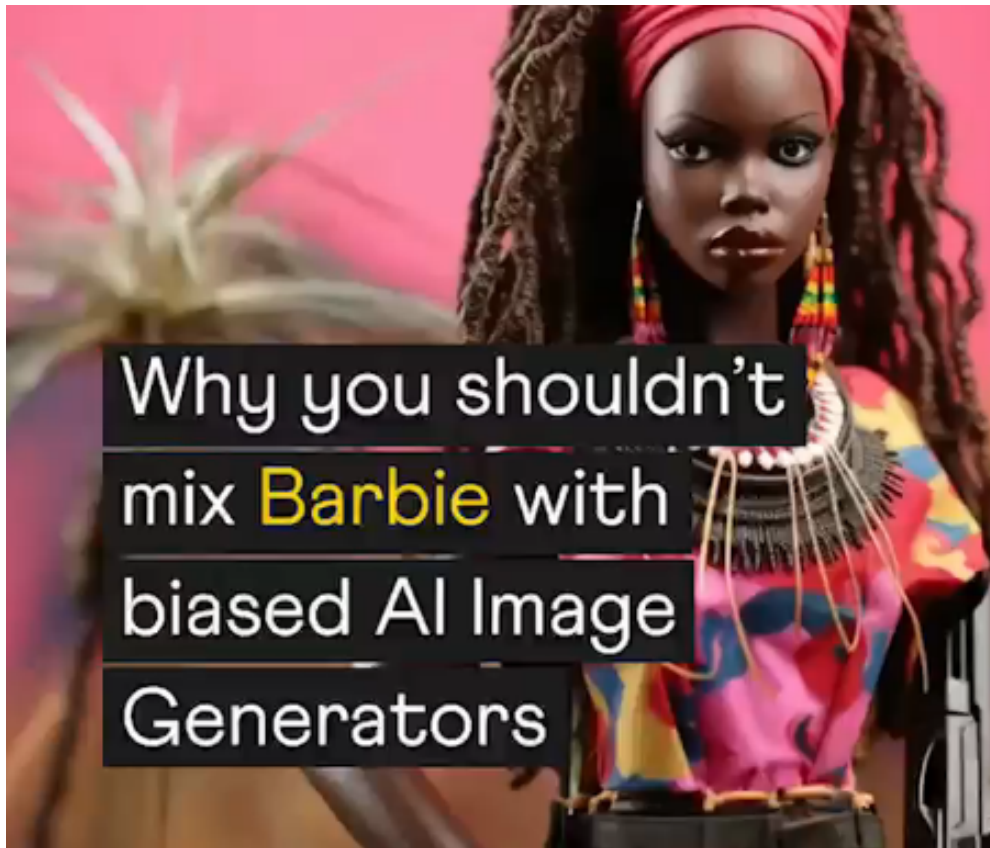 Why you shouldn’t
mix Barbie with
biased AI Image
Generators